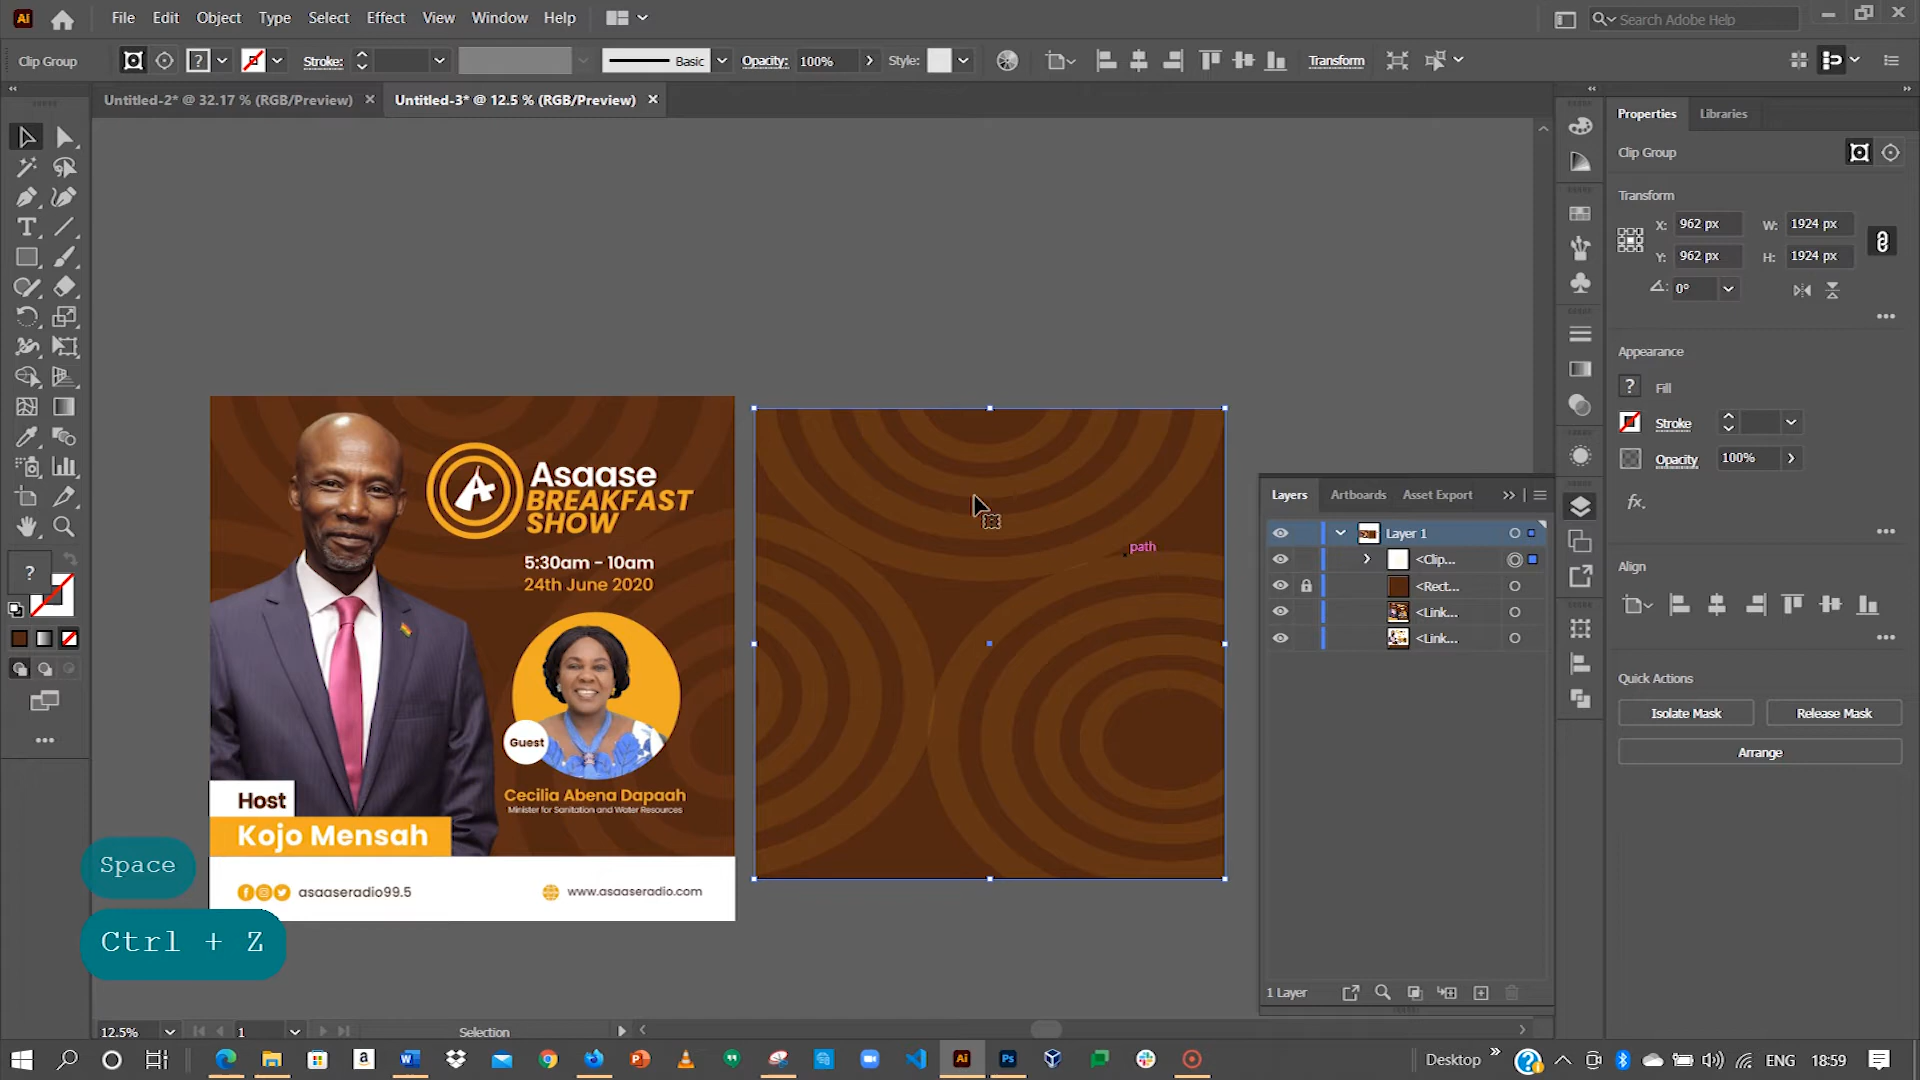 Ai
File Edit Object Type Select Effect View Window Help
Search Adobe Help
Clip Group
?
Stroke:
Basic
Opacity: 100%
Style:
Transform
Untitled-2* @ 32.17 % (RGB/Preview) ×
Untitled-3* @ 12.5 % (RGB/Preview) ×
Properties Libraries
Clip Group
Transform
X: 962 px W: 1924 px
Y: 962 px H: 1924 px
0°
Appearance
? Fill
Stroke
Opacity 100%
fx.
Align
Quick Actions
Isolate Mask Release Mask
Arrange
Layers Artboards Asset Export
Layer 1
<Clip...
<Rect...
<Link...
<Link...
1 Layer
path
Asaase
BREAKFAST
SHOW
5:30am - 10am
24th June 2020
Guest
Cecilia Abena Dapaah
Minister for Sanitation and Water Resources
Host
Kojo Mensah
asaaseradio99.5
www.asaaseradio.com
?
Space
Ctrl + Z
12.5% 1 Selection
Ai Ps
Desktop
ENG 18:59